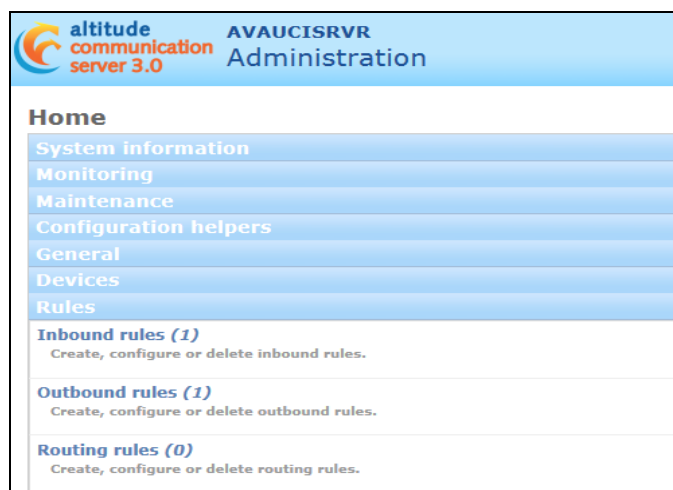 altitude
communication
server 3.0
AVAUCISRVR
Administration
Home
System information
Monitoring
Maintenance
Configuration helpers
General
Devices
Rules
Inbound rules (1)
Create, configure or delete inbound rules.
Outbound rules (1)
Create, configure or delete outbound rules.
Routing rules (0)
Create, configure or delete routing rules.